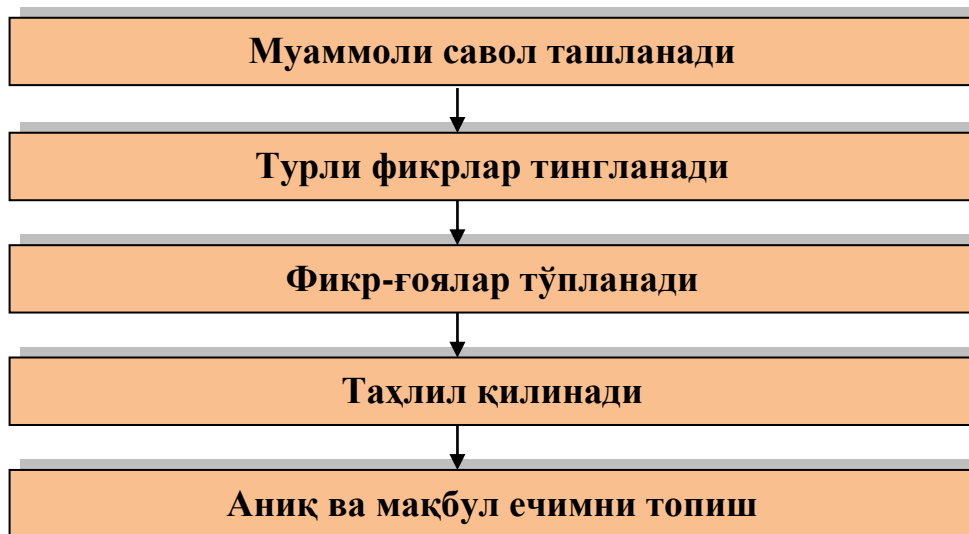 Муаммоли савол ташланади
Турли фикрлар тингланади
Фикр-ғоялар тўпланади
Таҳлил қилинади
Аниқ ва мақбул ечимни топиш